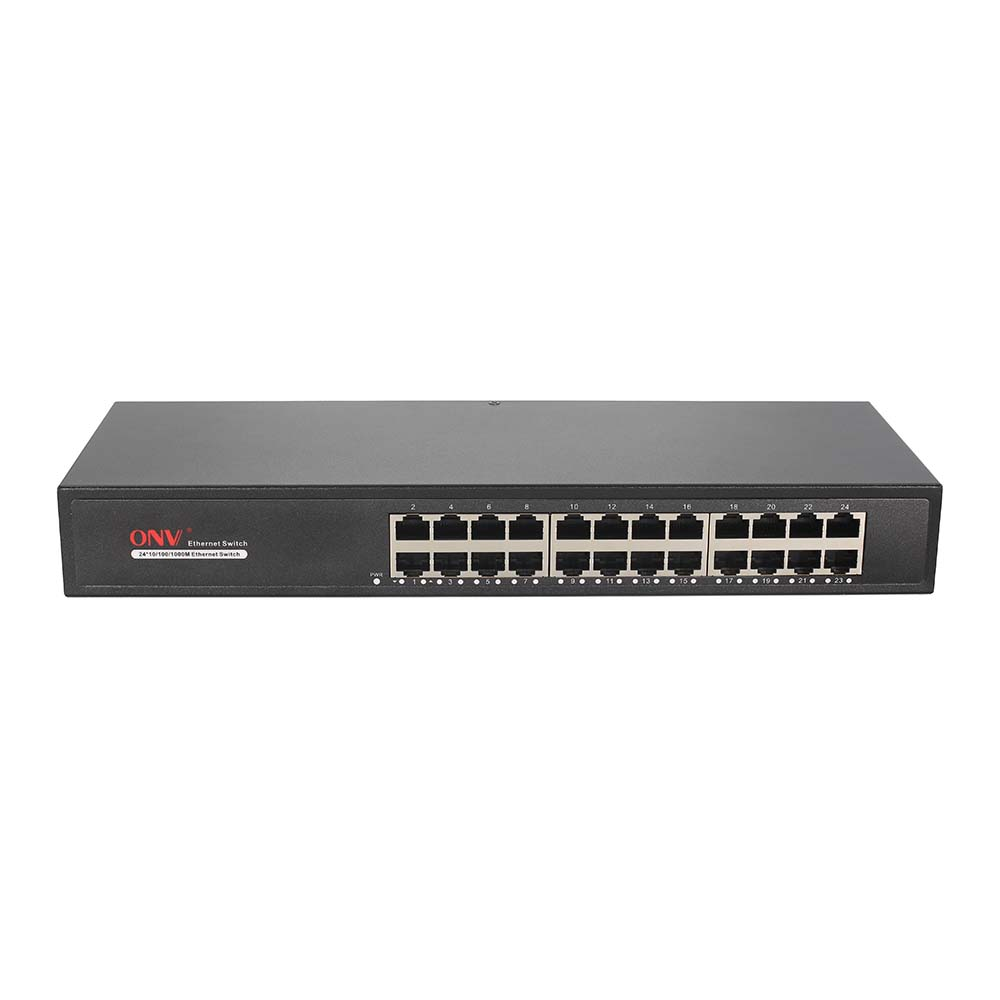 ONV® Ethernet Switch
24*10/100/1000M Ethernet Switch
2 4 6 8 10 12 14 16 18 20 22 24
PWR 1 3 5 7 9 11 13 15 17 19 21 23